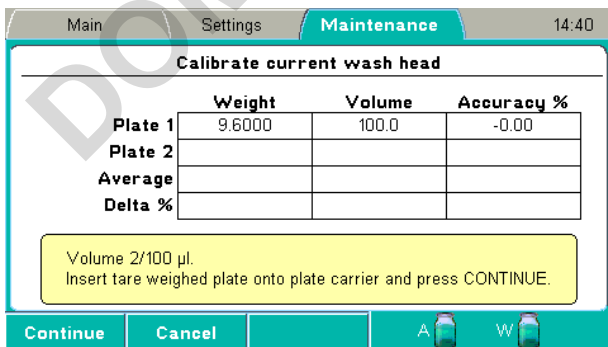 Main Settings Maintenance 14:40
Calibrate current wash head
Weight Volume Accuracy %
Plate 1 9.6000 100.0 -0.00
Plate 2
Average
Delta %
Volume 2/100 µl.
Insert tare weighed plate onto plate carrier and press CONTINUE.
Continue Cancel A W